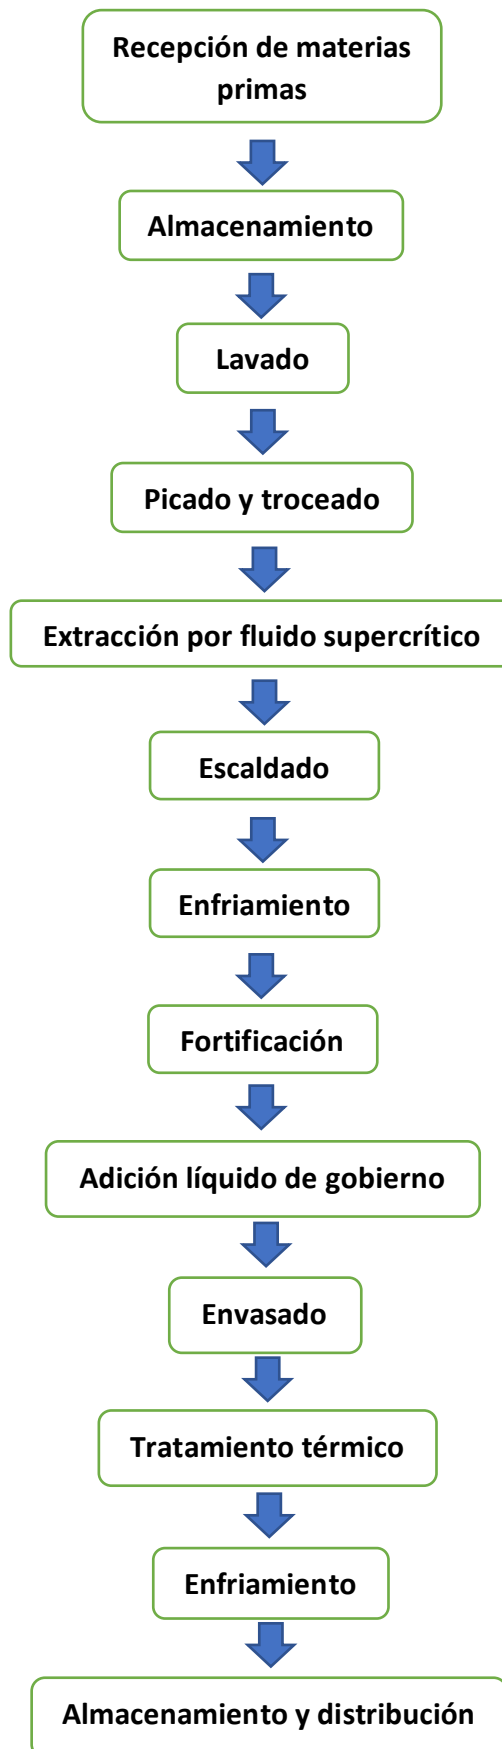 Recepción de materias
primas
Almacenamiento
Lavado
Picado y troceado
Extracción por fluido supercrítico
Escaldado
Enfriamiento
Fortificación
Adición líquido de gobierno
Envasado
Tratamiento térmico
Enfriamiento
Almacenamiento y distribución